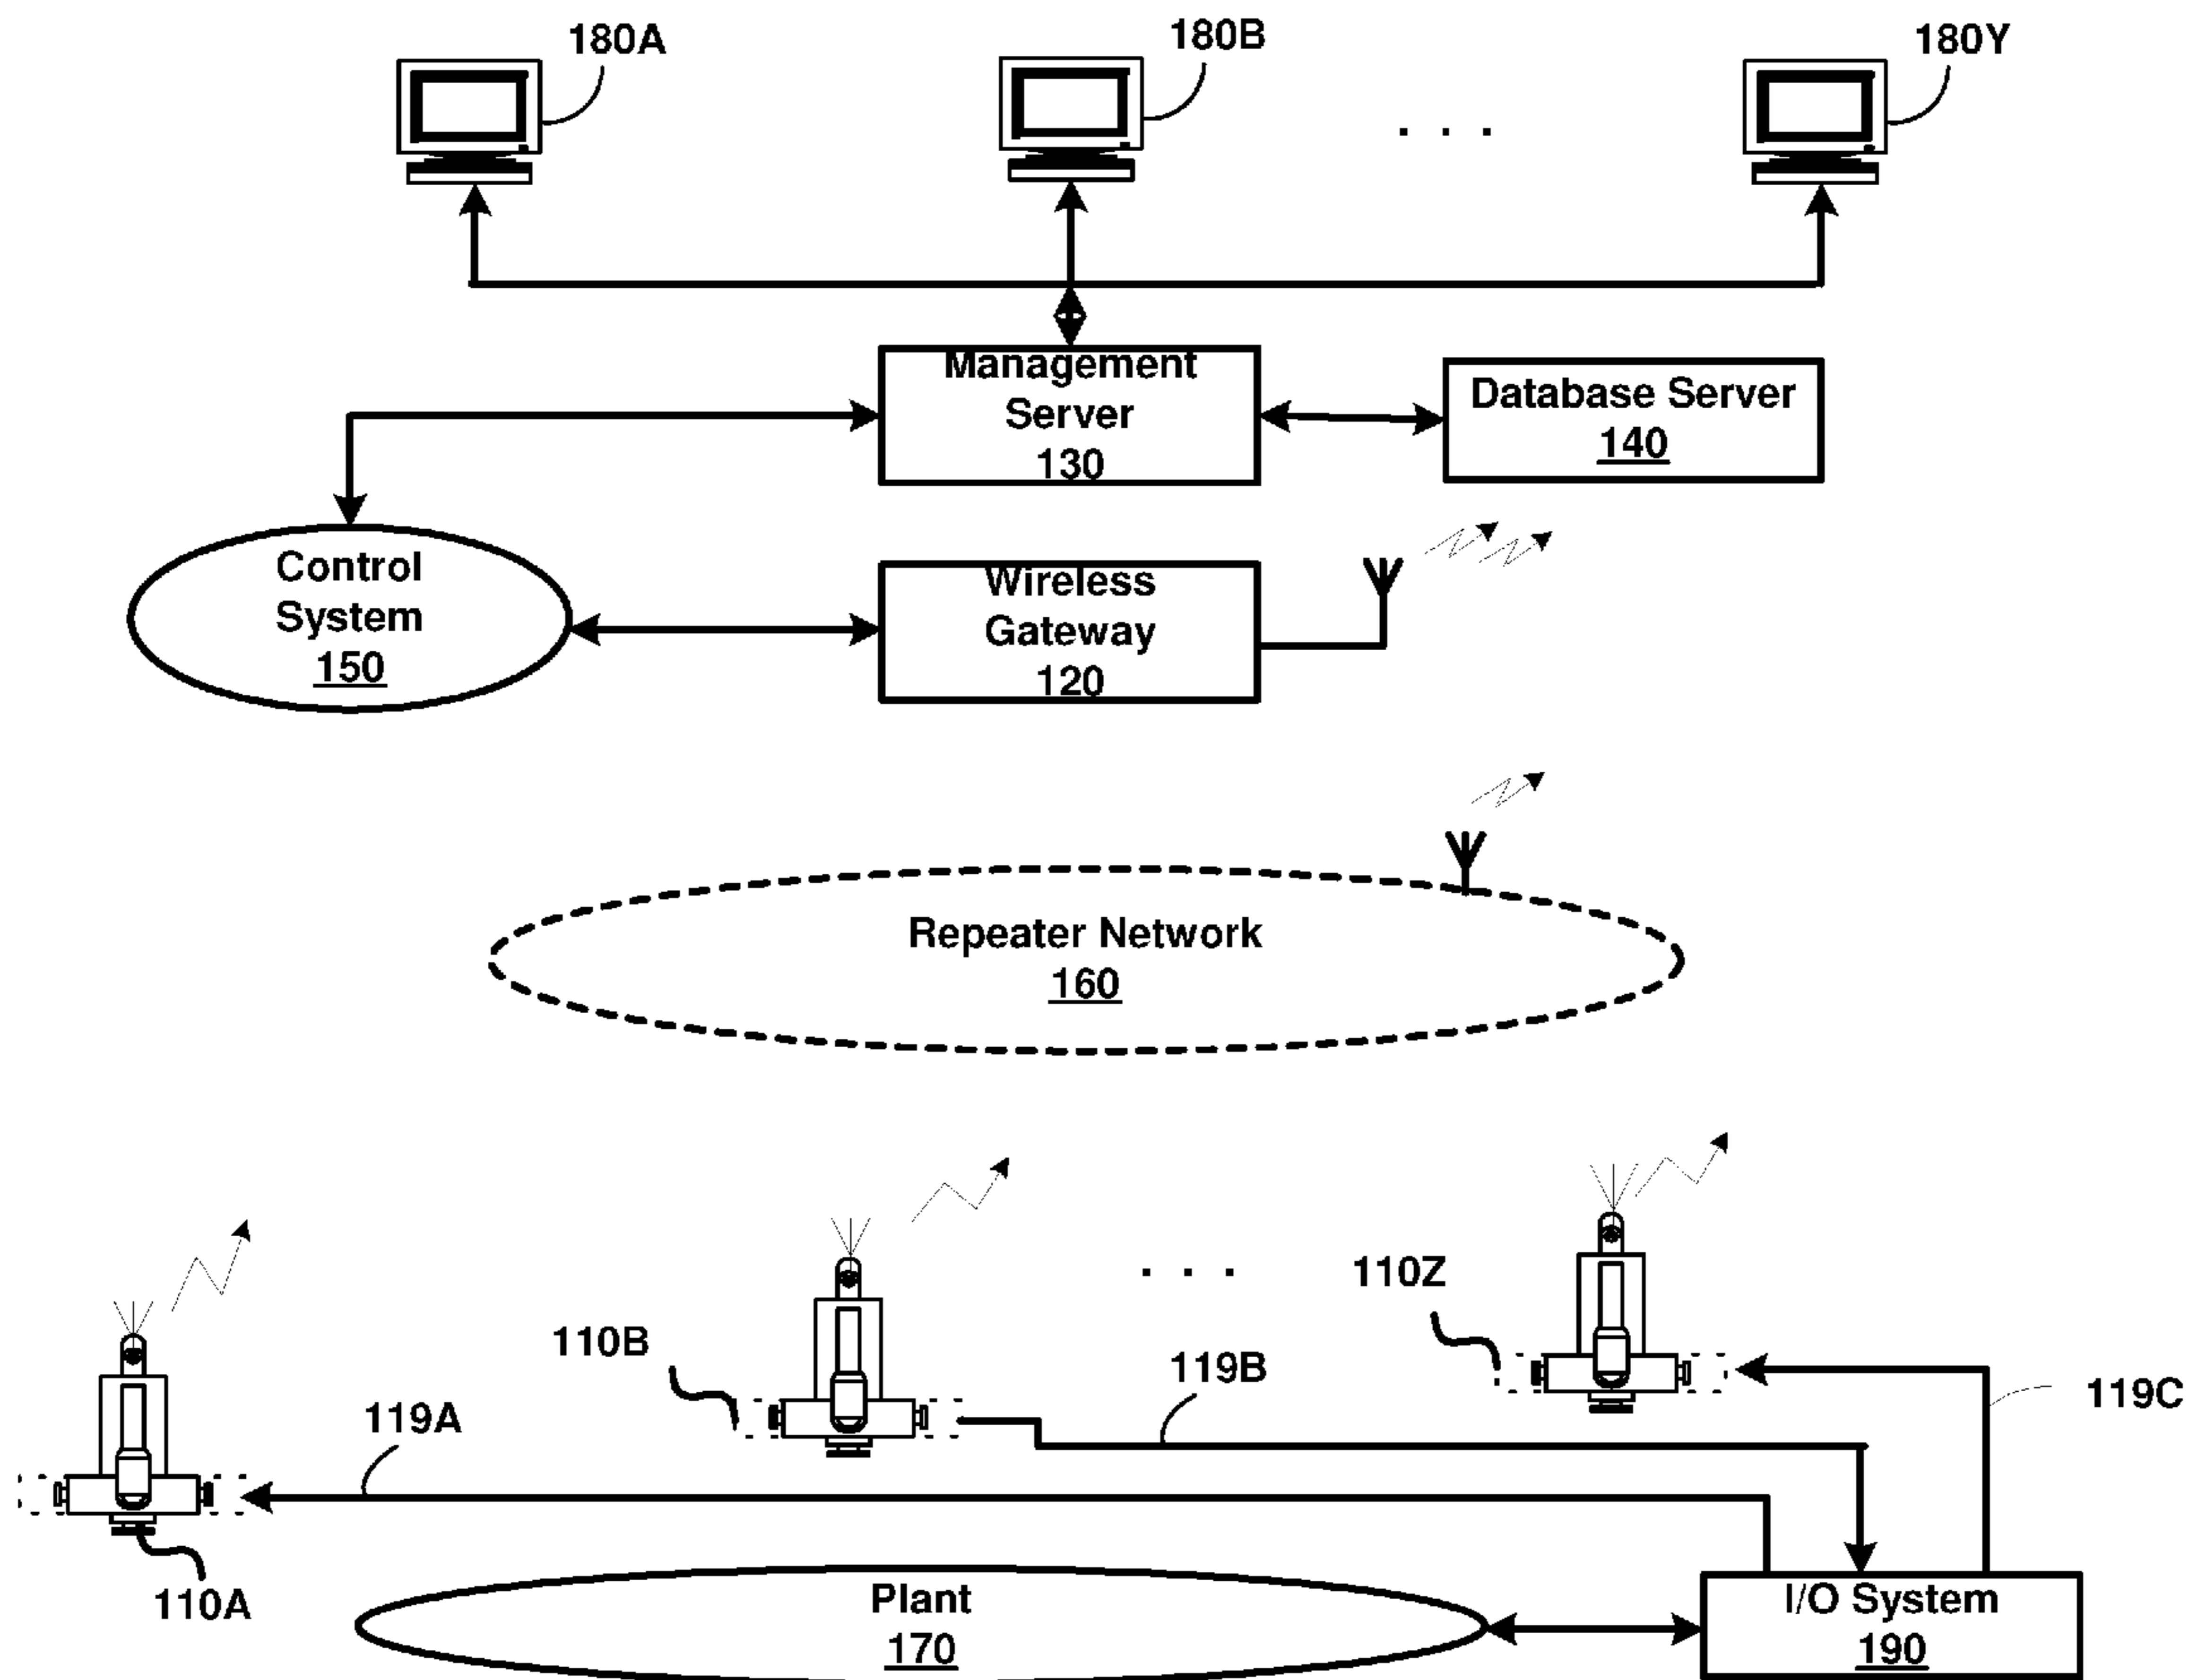 180A
180B
180Y
. . .
Management
Server
130
Database Server
140
Control
System
150
Wireless
Gateway
120
Repeater Network
160
. . .
110Z
110B
119B
119C
119A
110A
Plant
170
I/O System
190